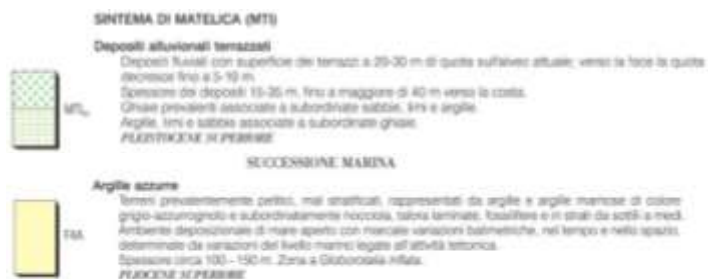 SINTEMA DI MATELICA (MTI)
Depositi alluvionali terrazzati
Depositi fluviali con superficie dei terrazzi a 20-30 m di quota sull'alveo attuale; verso la foce la quota
decresce fino a 5-10 m.
Spessore dei depositi 15-35 m, fino a maggiore di 40 m verso la costa.
Ghiaie prevalenti associate a subordinate sabbie, limi e argille.
Argille, limi e sabbie associate a subordinate ghiaie.
PLEISTOCENE SUPERIORE
SUCCESSIONE MARINA
Argille azzurre
Terreni prevalentemente pelitici, mal stratificati, rappresentati da argille e argille marnose di colore
grigio-azzurrognolo e subordinatamente nocciola, talora laminate, fossilifere e in strati da sottili a medi.
Ambiente deposizionale di mare aperto con marcate variazioni batimetriche, nel tempo e nello spazio,
determinate da variazioni del livello marino legate all'attività tettonica.
Spessore circa 100 - 150 m. Zona a Globorotalia inflata.
PLIOCENE SUPERIORE